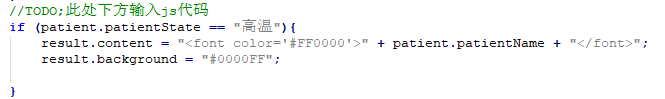 //TODO;此处下方输入js代码
if (patient.patientState == "高温"){
    result.content = "<font color='#FF0000'>" + patient.patientName + "</font>";
    result.background = "#0000FF";
}